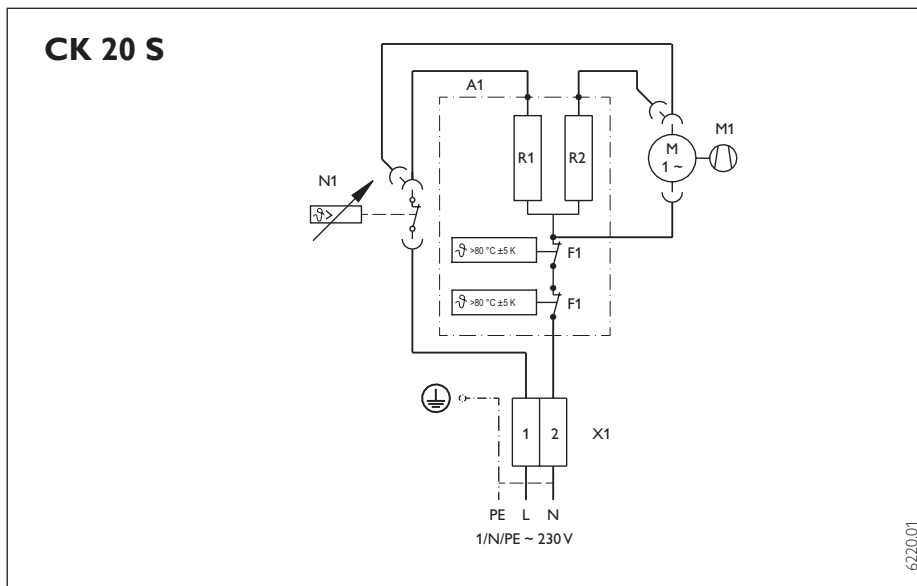 CK 20 S
A1
M1
M
1 ~
R1
R2
N1
ϑ>
ϑ >80 °C ±5 K
F1
ϑ >80 °C ±5 K
F1
1
2
X1
PE L N
1/N/PE ~ 230 V
6220.01